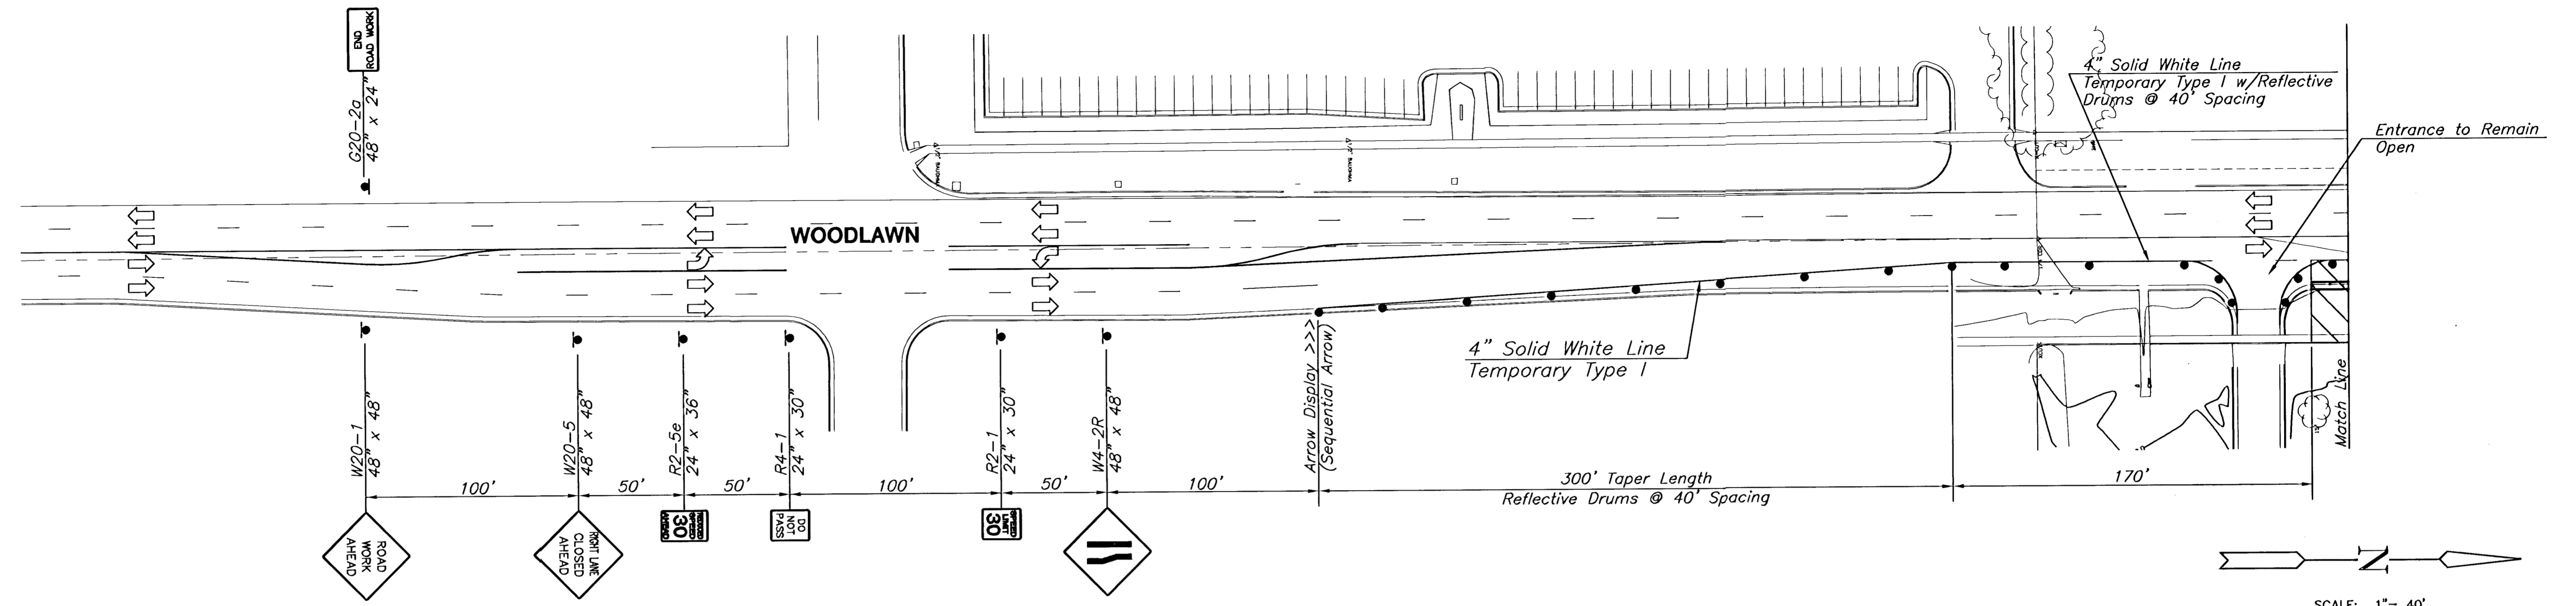 END
ROAD WORK
G20-2a
48" x 24"
4" Solid White Line
Temporary Type I w/Reflective
Drums @ 40' Spacing
Entrance to Remain
Open
WOODLAWN
4" Solid White Line
Temporary Type I
Arrow Display >>>
(Sequential Arrow)
Match Line
W20-1
48" x 48"
W20-5
48" x 48"
R2-5e
24" x 36"
R4-1
24" x 30"
R2-1
24" x 30"
W4-2R
48" x 48"
100'
50'
50'
100'
50'
100'
300' Taper Length
Reflective Drums @ 40' Spacing
170'
ROAD
WORK
AHEAD
RIGHT LANE
CLOSED
AHEAD
REDUCED
SPEED
30
AHEAD
DO
NOT
PASS
SPEED
LIMIT
30
N
SCALE: 1"= 40'